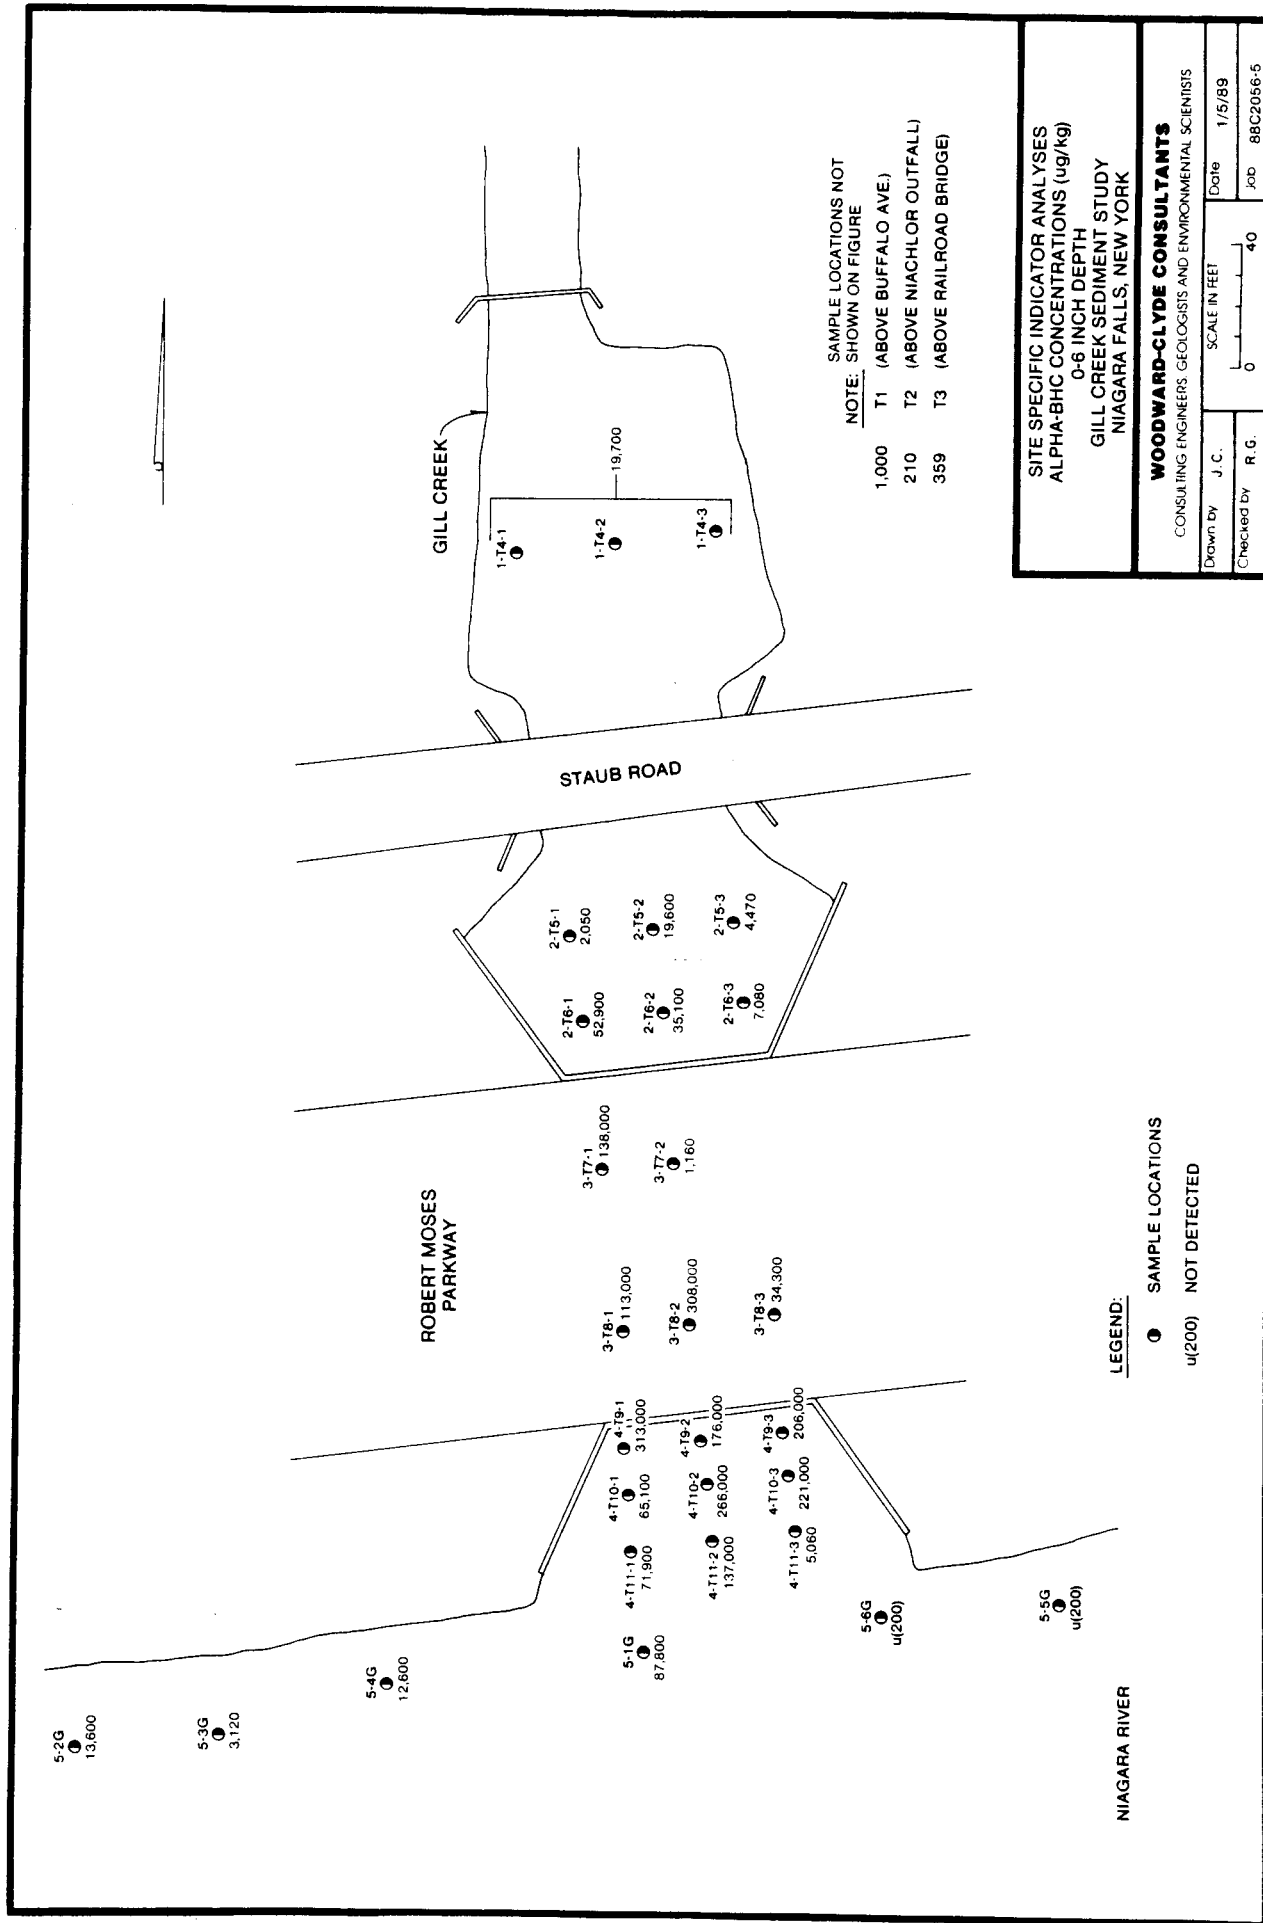 GILL CREEK
1-T4-1
1-T4-2
1-T4-3
19,700
SAMPLE LOCATIONS NOT
NOTE: SHOWN ON FIGURE
1,000 T1 (ABOVE BUFFALO AVE.)
210 T2 (ABOVE NIACHLOR OUTFALL)
359 T3 (ABOVE RAILROAD BRIDGE)
STAUB ROAD
2-T5-1
2,050
2-T5-2
19,600
2-T5-3
4,470
2-T6-1
52,900
2-T6-2
35,100
2-T6-3
7,080
ROBERT MOSES
PARKWAY
3-T7-1
138,000
3-T7-2
1,160
3-T8-1
113,000
3-T8-2
308,000
3-T8-3
34,300
4-T9-1
313,000
4-T9-2
176,000
4-T9-3
206,000
4-T10-1
65,100
4-T10-2
266,000
4-T10-3
221,000
4-T11-1
71,900
4-T11-2
137,000
4-T11-3
5,060
5-1G
87,800
5-2G
13,600
5-3G
3,120
5-4G
12,600
5-6G
u(200)
5-5G
u(200)
NIAGARA RIVER
LEGEND:
SAMPLE LOCATIONS
u(200) NOT DETECTED
SITE SPECIFIC INDICATOR ANALYSES
ALPHA-BHC CONCENTRATIONS (ug/kg)
0-6 INCH DEPTH
GILL CREEK SEDIMENT STUDY
NIAGARA FALLS, NEW YORK
WOODWARD-CLYDE CONSULTANTS
CONSULTING ENGINEERS, GEOLOGISTS AND ENVIRONMENTAL SCIENTISTS
Drawn by J.C.
SCALE IN FEET
Date 1/5/89
Checked by R.G.
0 40
Job 88C2056-5